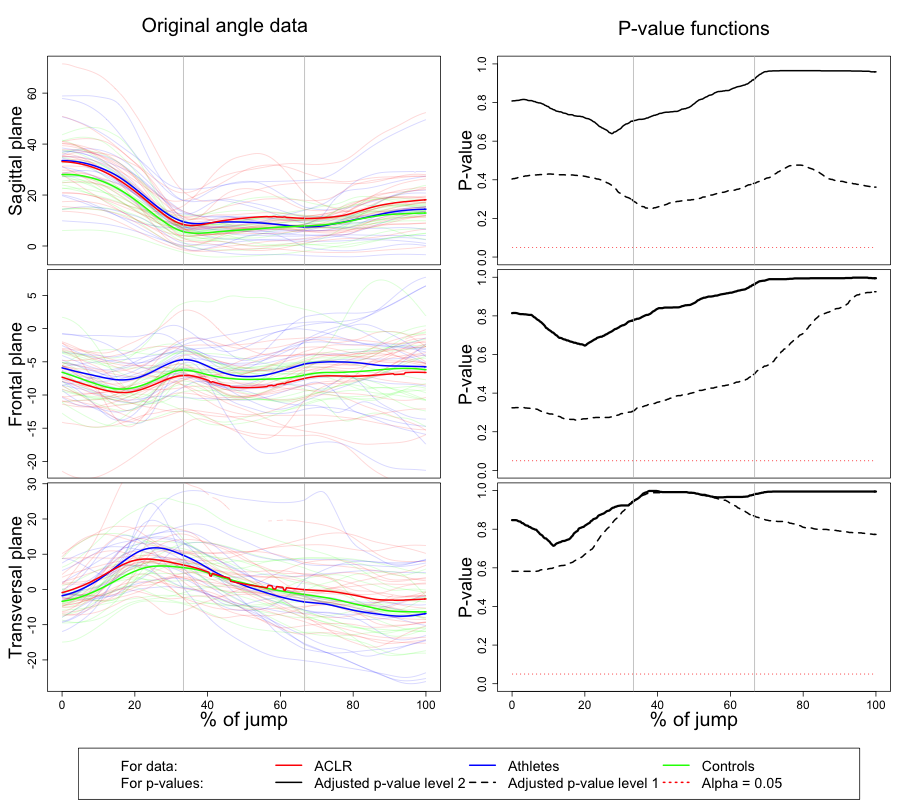 Original angle data
P-value functions
Sagittal plane
0 20 40 60
P-value
0.0 0.2 0.4 0.6 0.8 1.0
Frontal plane
-20 -15 -10 -5 0 5
P-value
0.0 0.2 0.4 0.6 0.8 1.0
Transversal plane
-20 -10 0 10 20 30
P-value
0.0 0.2 0.4 0.6 0.8 1.0
0 20 40 60 80 100
% of jump
0 20 40 60 80 100
% of jump
For data: ACLR Athletes Controls
For p-values: Adjusted p-value level 2 Adjusted p-value level 1 Alpha = 0.05